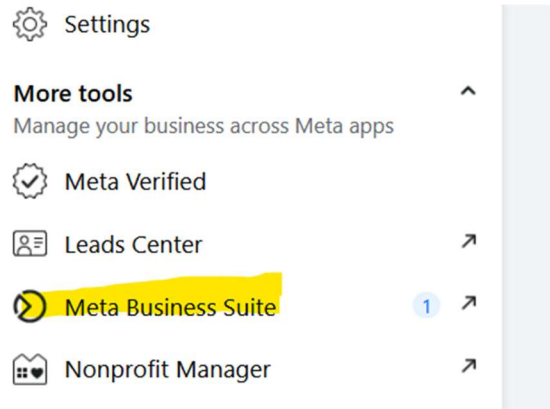 Settings
More tools
Manage your business across Meta apps
Meta Verified
Leads Center
Meta Business Suite 1
Nonprofit Manager